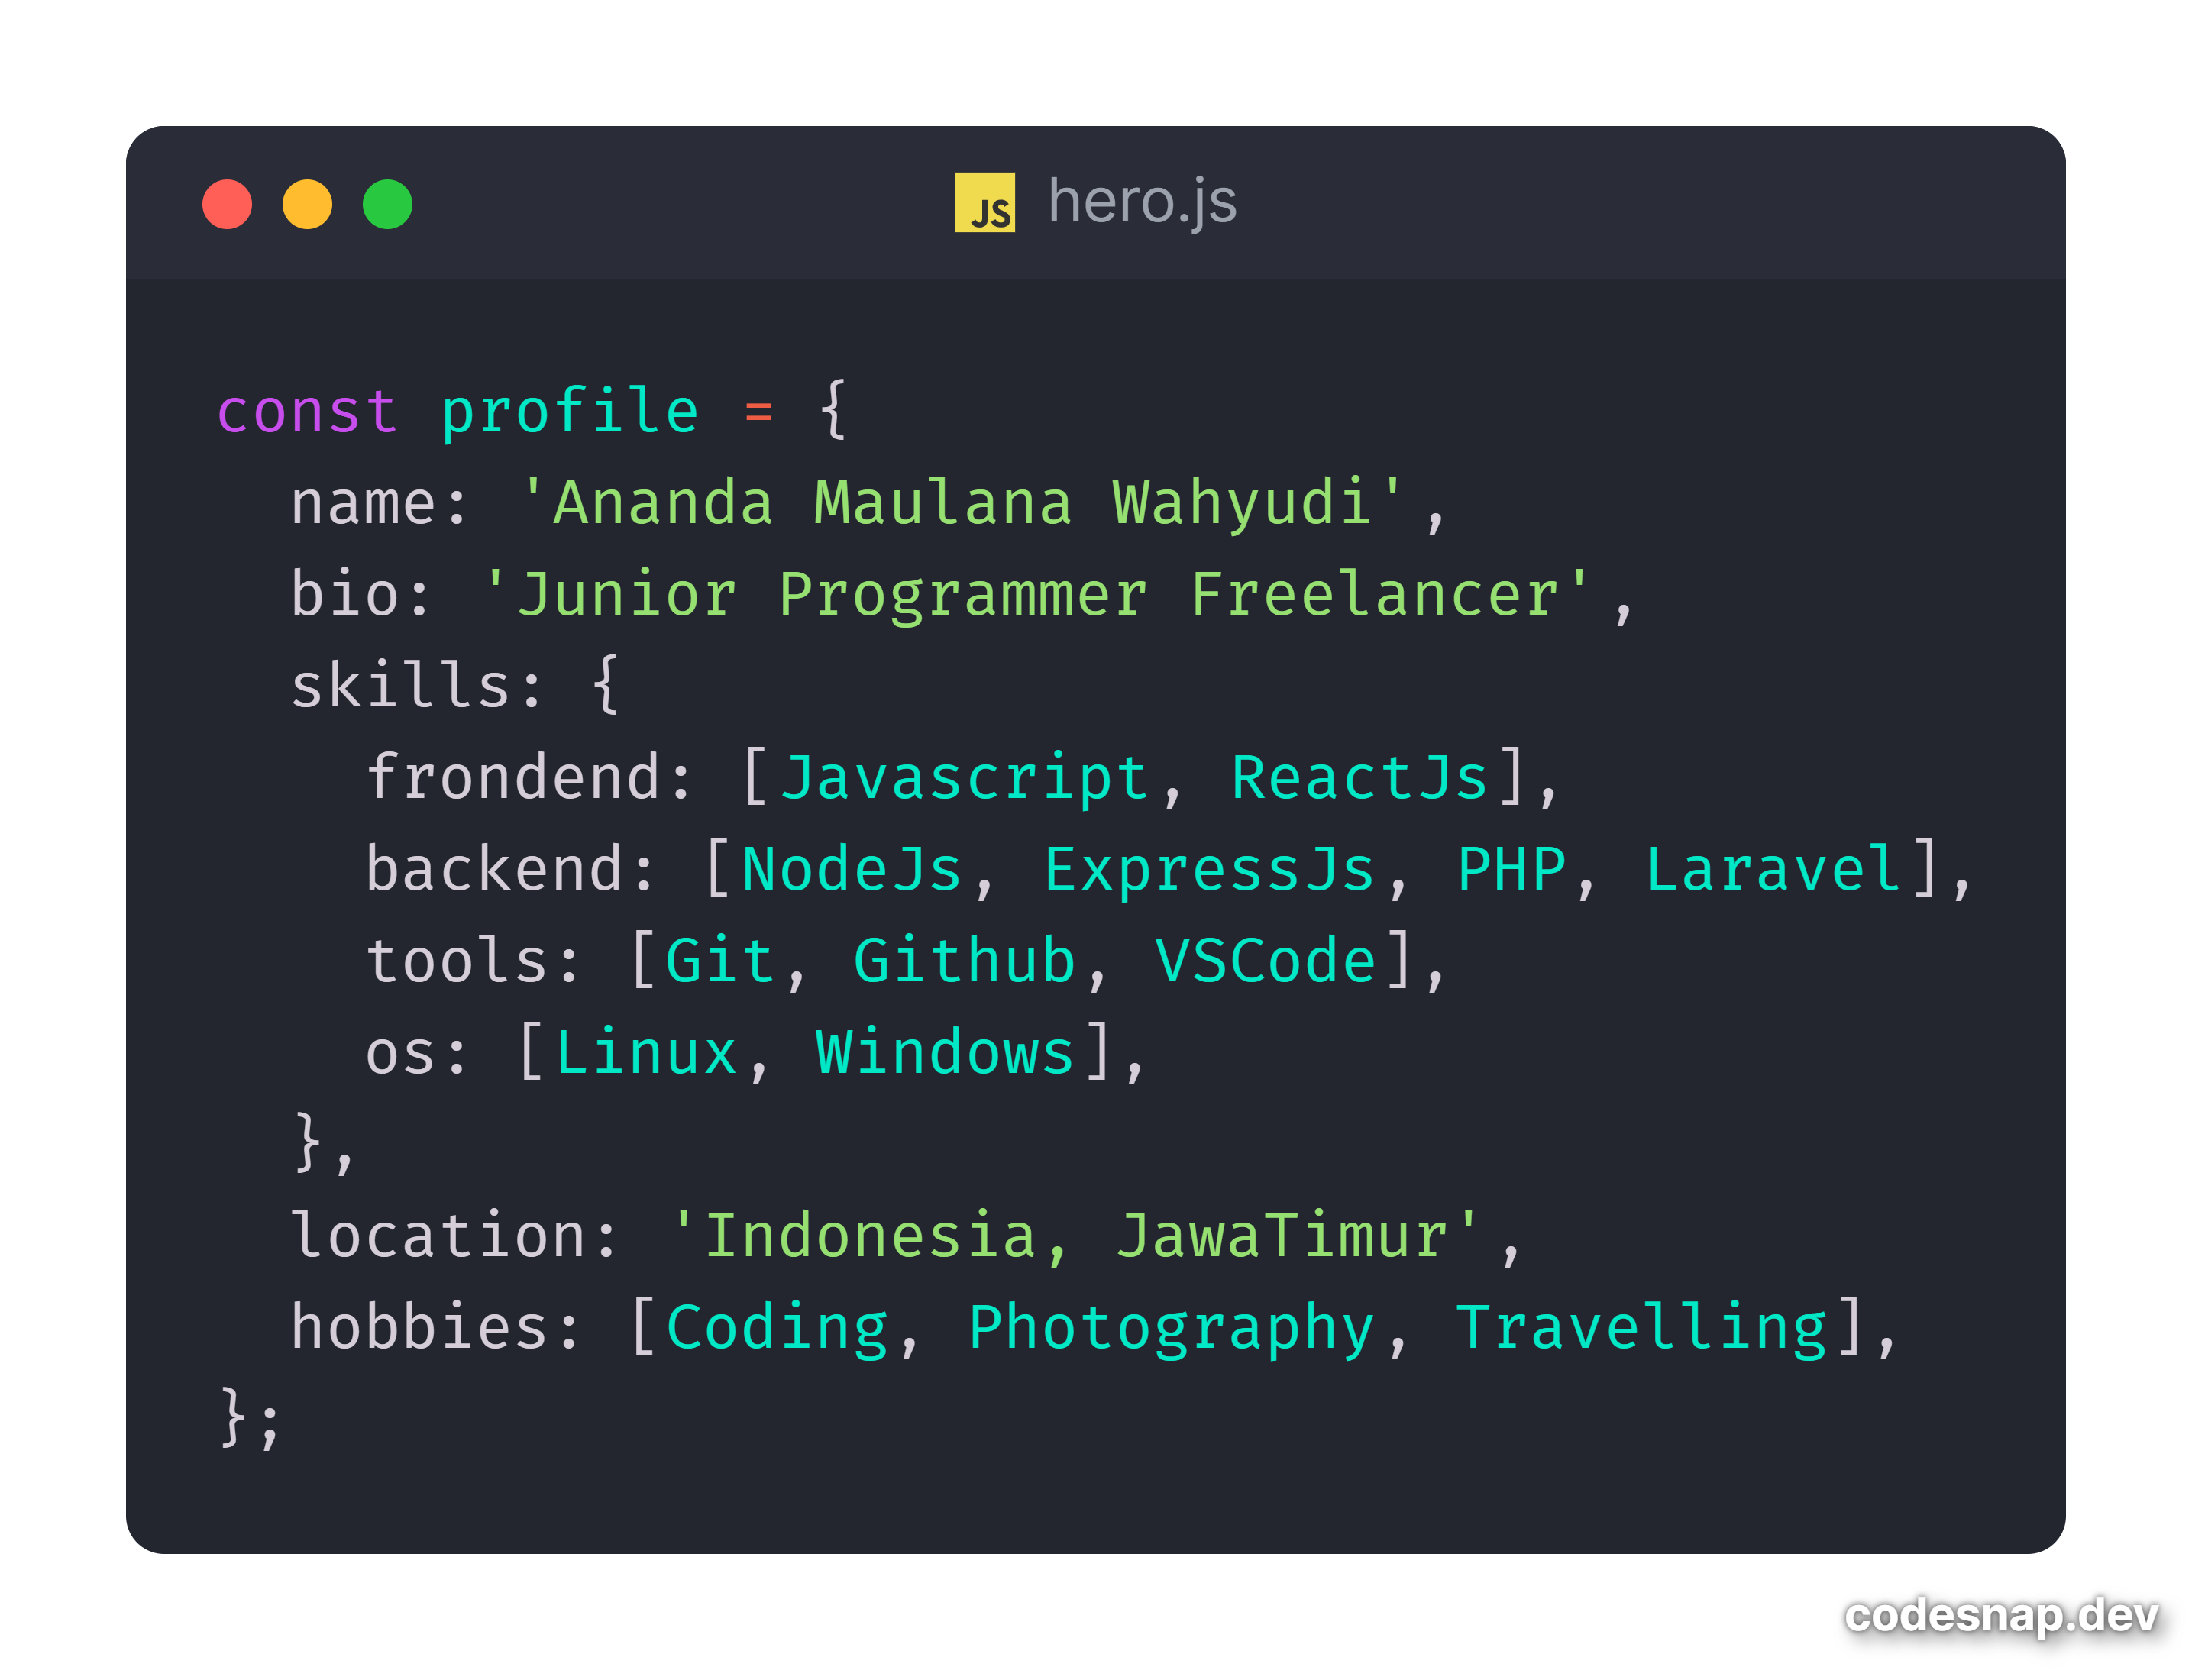 JS hero.js
const profile = {
  name: 'Ananda Maulana Wahyudi',
  bio: 'Junior Programmer Freelancer',
  skills: {
    frondend: [Javascript, ReactJs],
    backend: [NodeJs, ExpressJs, PHP, Laravel],
    tools: [Git, Github, VSCode],
    os: [Linux, Windows],
  },
  location: 'Indonesia, JawaTimur',
  hobbies: [Coding, Photography, Travelling],
};
codesnap.dev